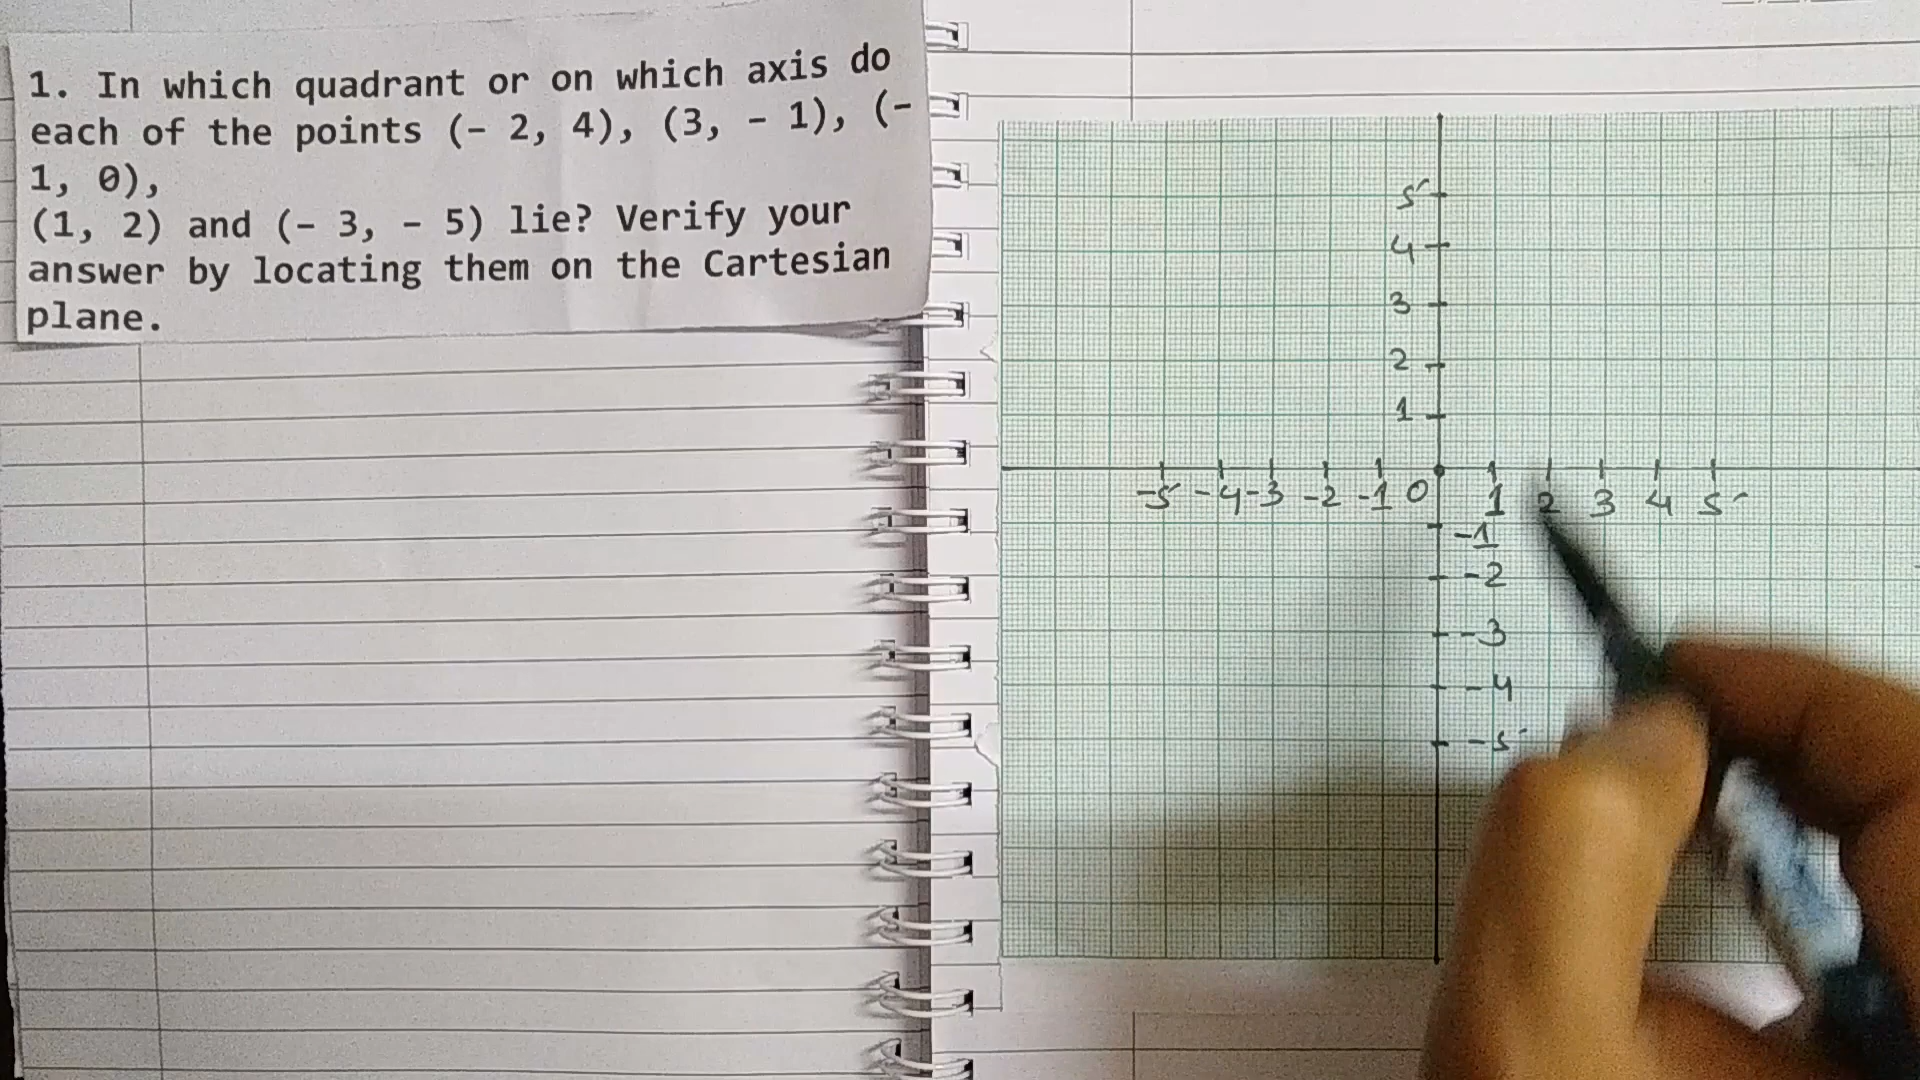 1. In which quadrant or on which axis do
each of the points (- 2, 4), (3, - 1), (-
1, 0),
(1, 2) and (- 3, - 5) lie? Verify your
answer by locating them on the Cartesian
plane.
5
4
3
2
1
-5 -4 -3 -2 -1 0 1 2 3 4 5
-1
-2
-3
-4
-5